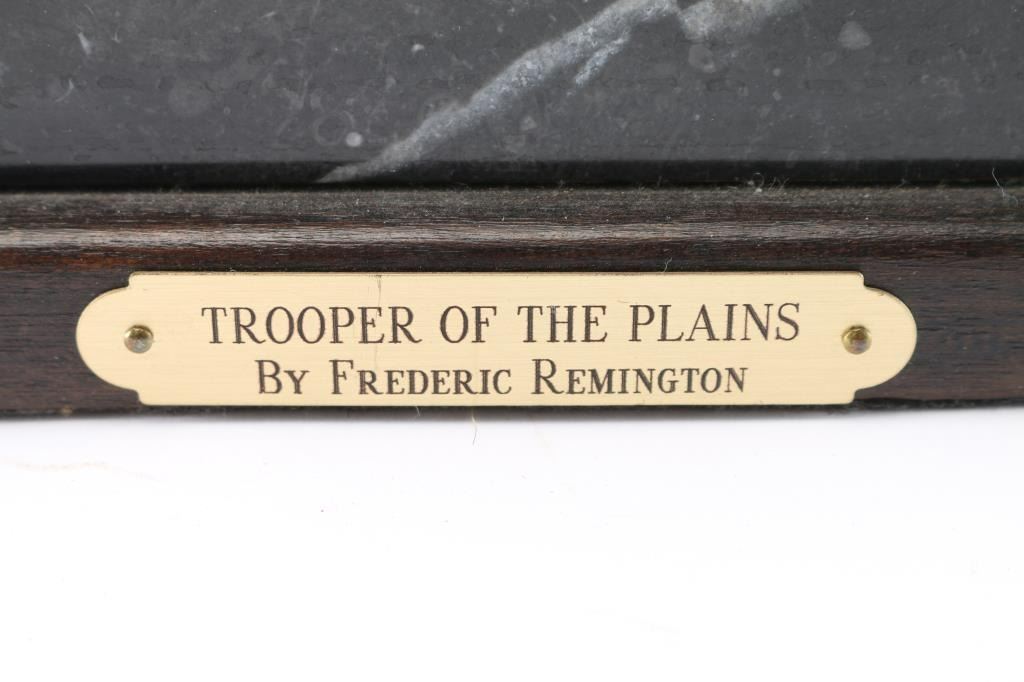 TROOPER OF THE PLAINS
BY FREDERIC REMINGTON